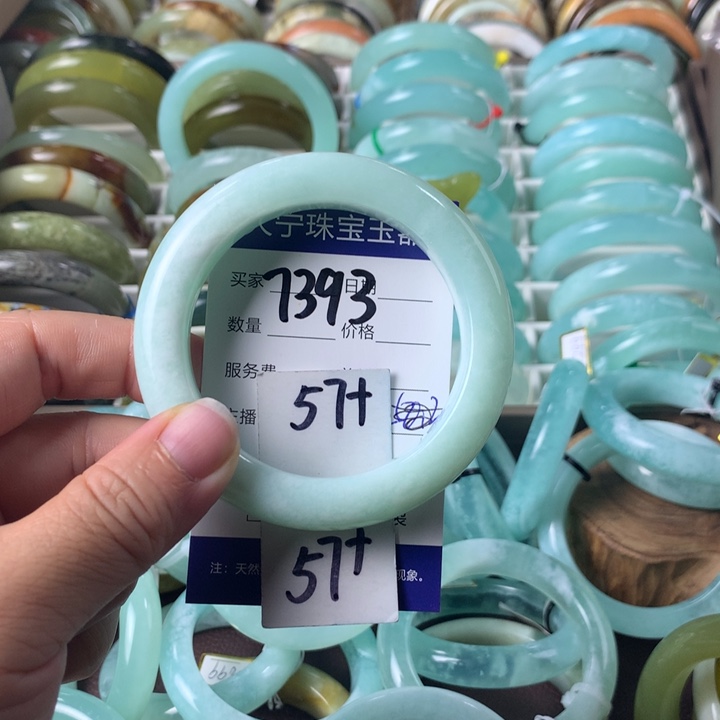 宁珠宝玉器
买家 7393 日期
数量 价格
服务费
主播
57+
57+
注：天然 现象。
669